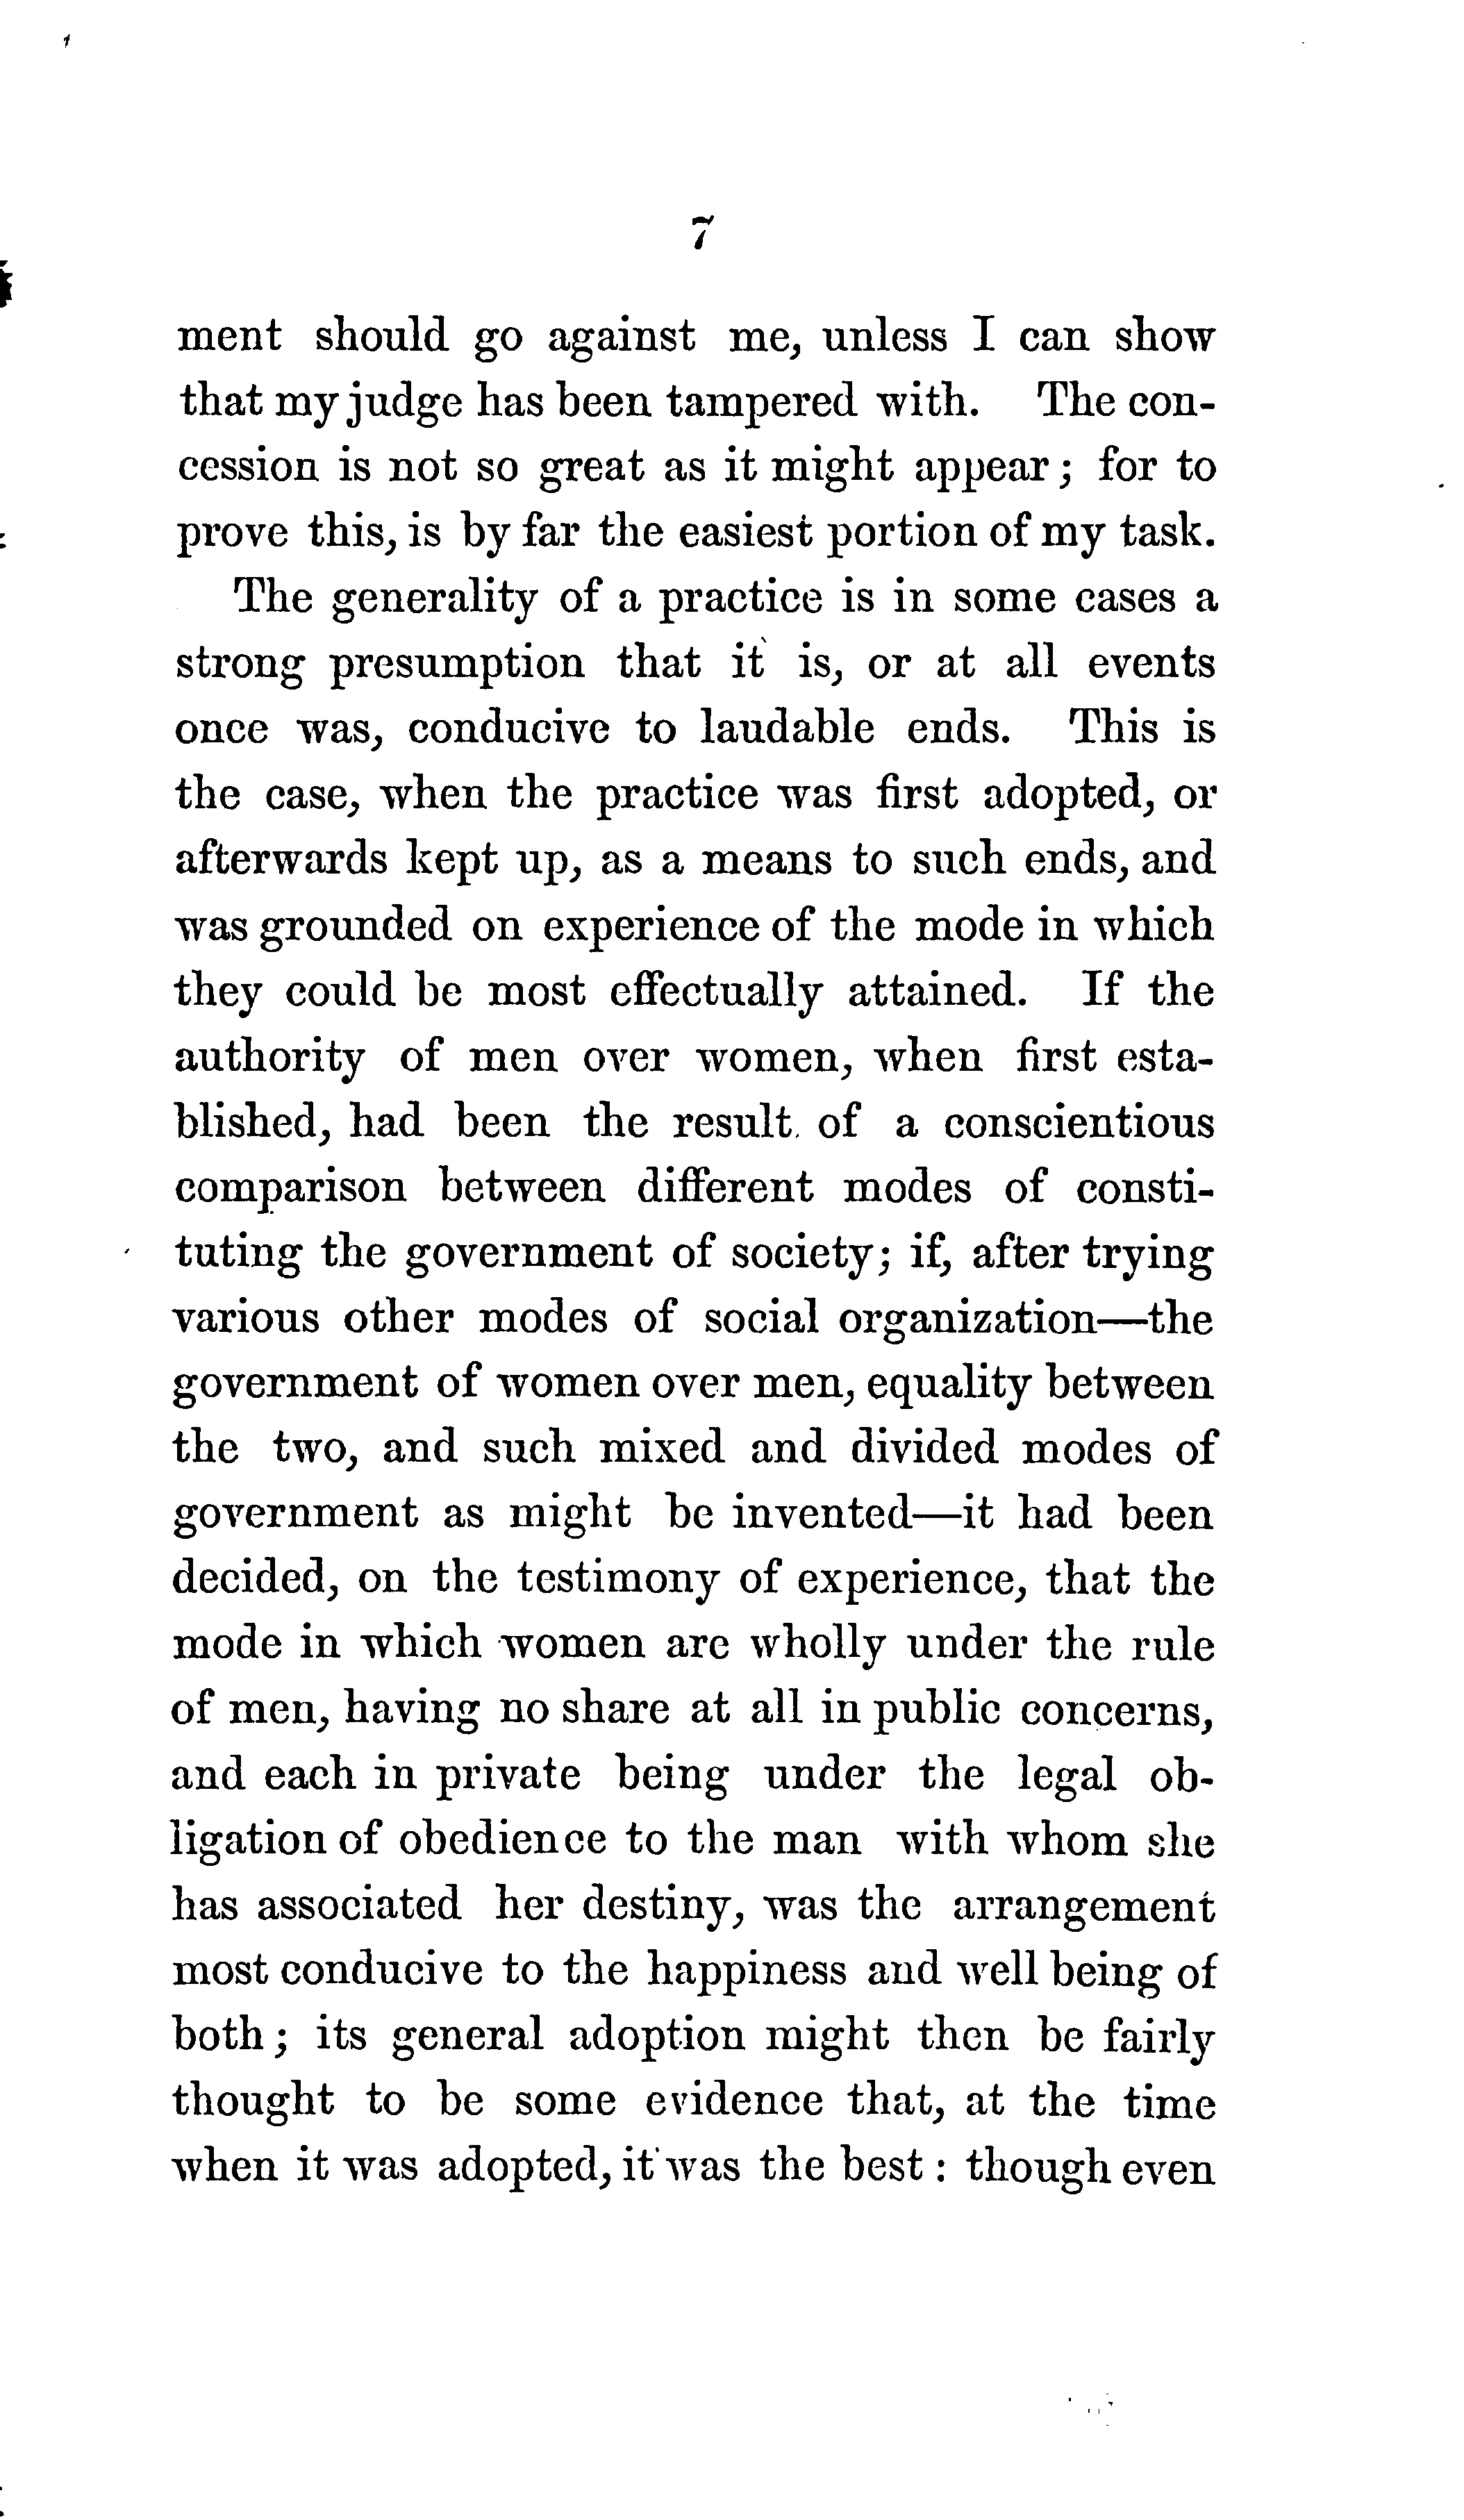 7
ment should go against me, unless I can show
that my judge has been tampered with. The con-
cession is not so great as it might appear; for to
prove this, is by far the easiest portion of my task.
The generality of a practice is in some cases a
strong presumption that it is, or at all events
once was, conducive to laudable ends. This is
the case, when the practice was first adopted, or
afterwards kept up, as a means to such ends, and
was grounded on experience of the mode in which
they could be most effectually attained. If the
authority of men over women, when first esta-
blished, had been the result of a conscientious
comparison between different modes of consti-
tuting the government of society; if, after trying
various other modes of social organization—the
government of women over men, equality between
the two, and such mixed and divided modes of
government as might be invented—it had been
decided, on the testimony of experience, that the
mode in which women are wholly under the rule
of men, having no share at all in public concerns,
and each in private being under the legal ob-
ligation of obedience to the man with whom she
has associated her destiny, was the arrangement
most conducive to the happiness and well being of
both; its general adoption might then be fairly
thought to be some evidence that, at the time
when it was adopted, it was the best: though even